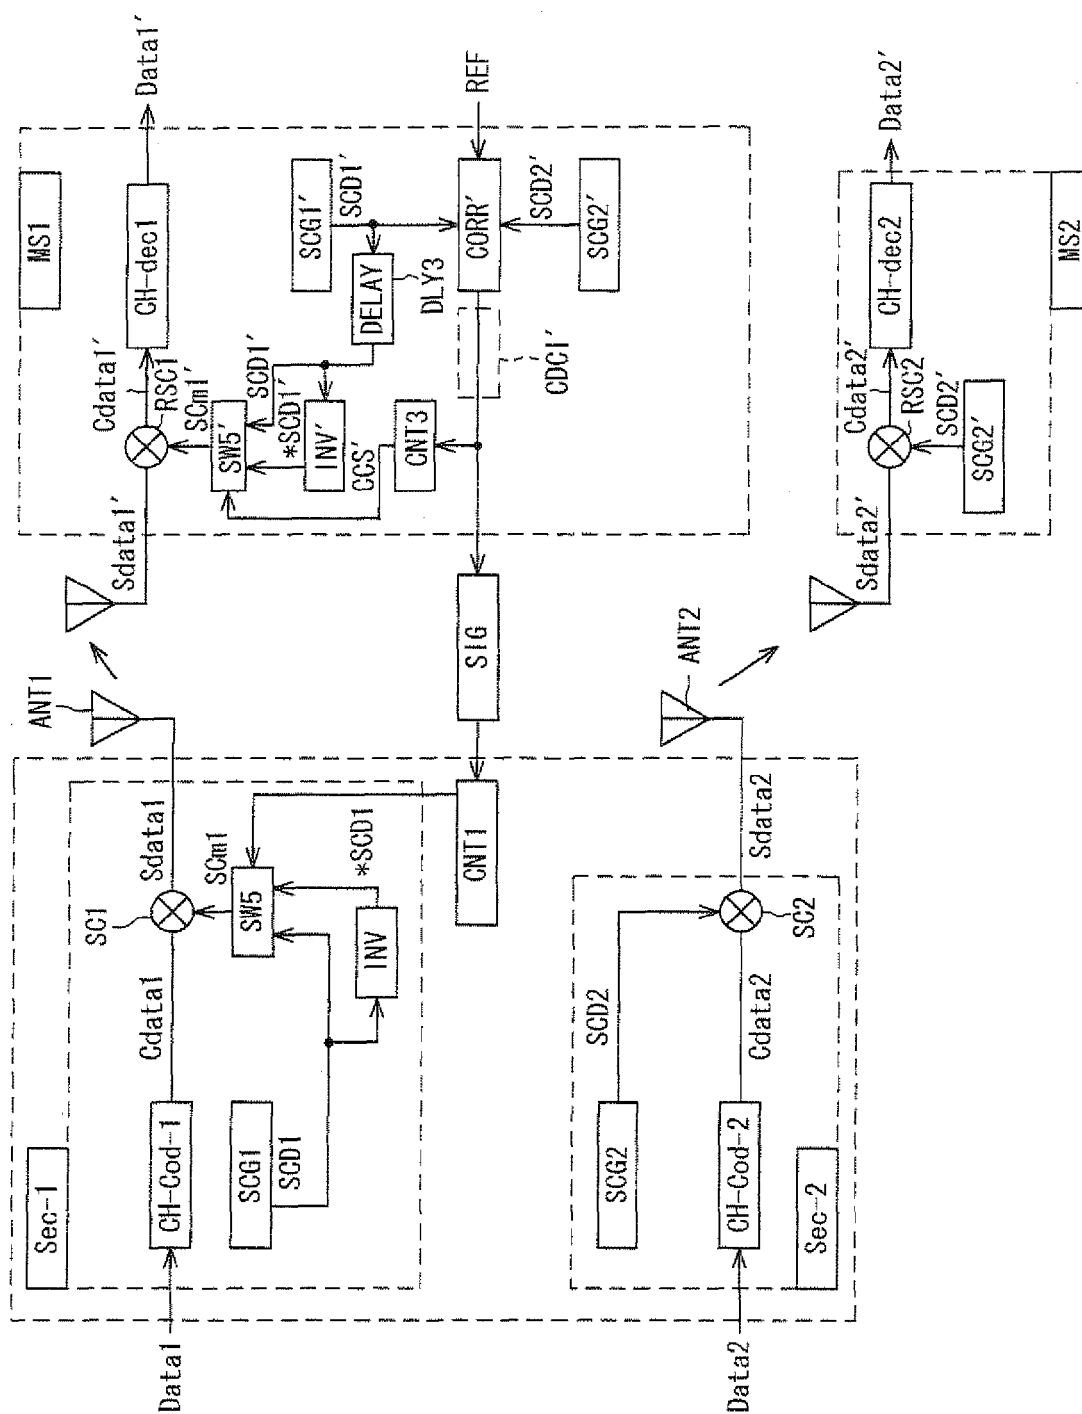 Sec-1
Data1
CH-Cod-1
Cdata1
SC1
Sdata1
ANT1
SCG1
SCD1
SW5
SCm1
INV
*SCD1
CNT1
SIG
Data2
CH-Cod-2
Cdata2
SC2
Sdata2
ANT2
SCG2
SCD2
Sec-2
MS1
Sdata1'
Cdata1'
RSC1
SCm1'
CH-dec1
Data1'
SW5'
SCD1'
*SCD1'
INV'
CCS'
CNT3
DELAY
DLY3
SCG1'
SCD1'
CORR'
REF
SCD2'
SCG2'
CDC1'
Sdata2'
Cdata2'
RSC2
SCD2'
SCG2'
CH-dec2
Data2'
MS2